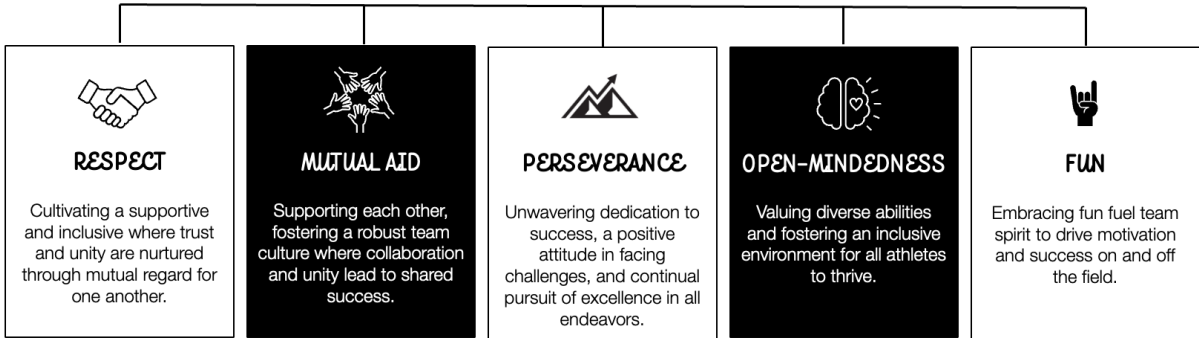 RESPECT
Cultivating a supportive
and inclusive where trust
and unity are nurtured
through mutual regard for
one another.
MUTUAL AID
Supporting each other,
fostering a robust team
culture where collaboration
and unity lead to shared
success.
PERSEVERANCE
Unwavering dedication to
success, a positive
attitude in facing
challenges, and continual
pursuit of excellence in all
endeavors.
OPEN-MINDEDNESS
Valuing diverse abilities
and fostering an inclusive
environment for all athletes
to thrive.
FUN
Embracing fun fuel team
spirit to drive motivation
and success on and off
the field.